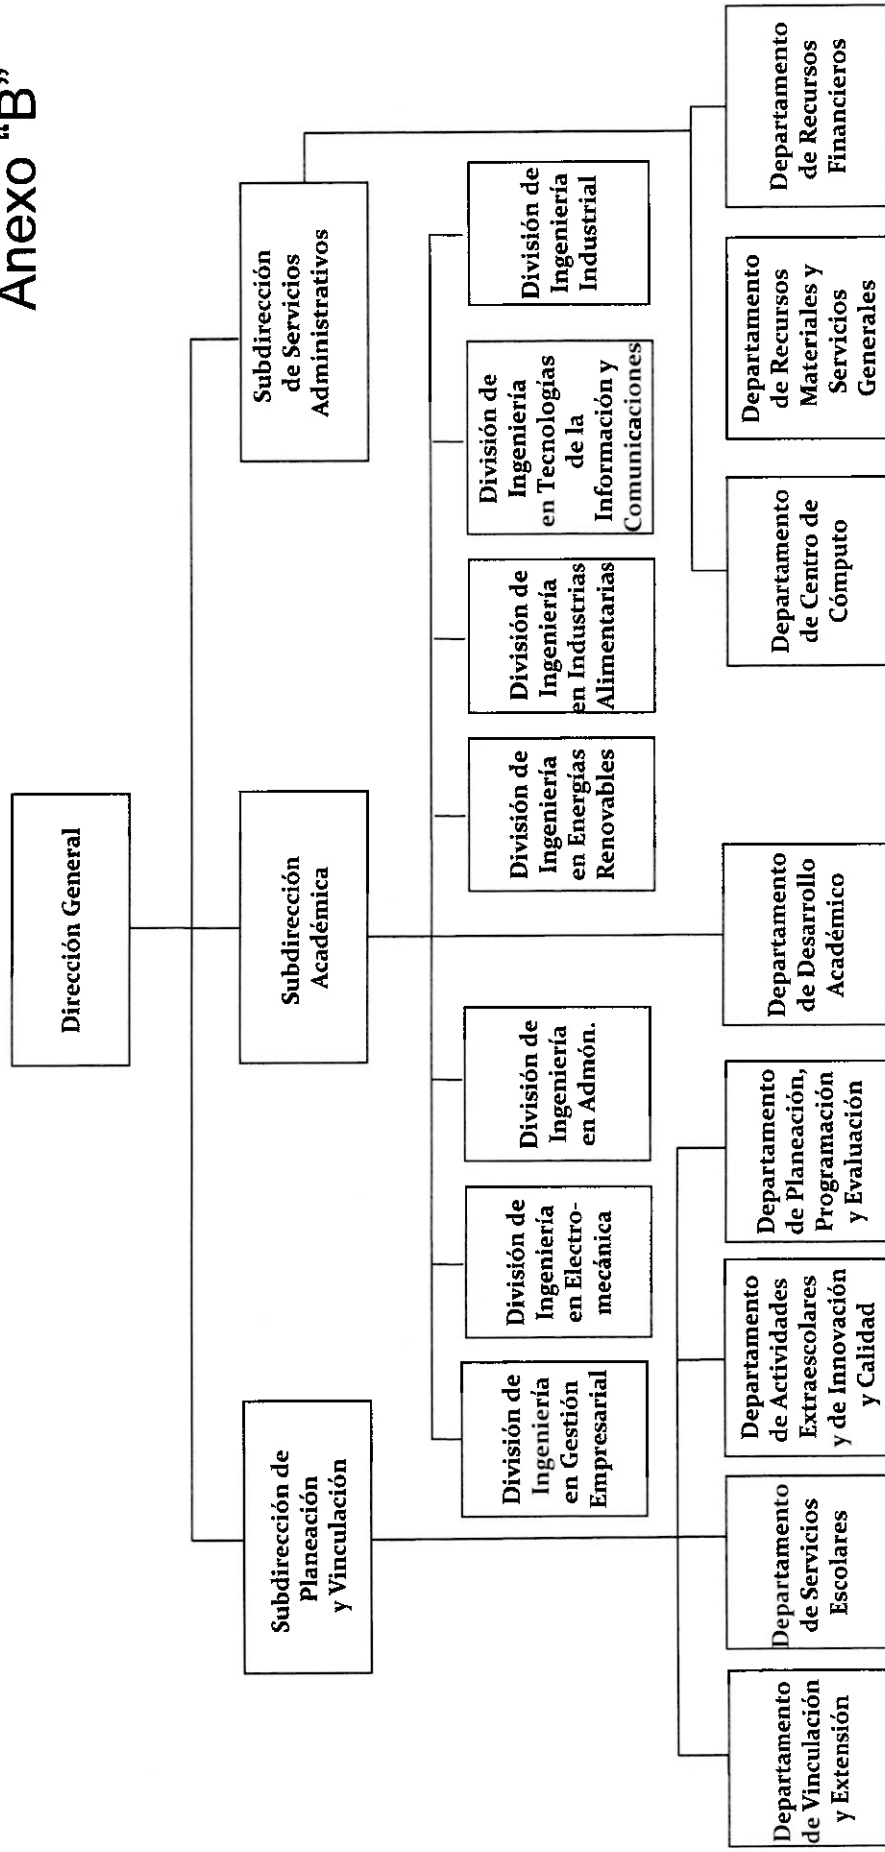 Anexo “B”
Dirección General
Subdirección de
Planeación
y Vinculación
Subdirección
Académica
Subdirección
de Servicios
Administrativos
División de
Ingeniería
en Gestión
Empresarial
División de
Ingeniería
en Electro-
mecánica
División de
Ingeniería
en Admón.
División de
Ingeniería
en Energías
Renovables
División de
Ingeniería
en Industrias
Alimentarias
División de
Ingeniería
en Tecnologías
de la
Información y
Comunicaciones
División de
Ingeniería
Industrial
Departamento
de Vinculación
y Extensión
Departamento
de Servicios
Escolares
Departamento
de Actividades
Extraescolares
y de Innovación
y Calidad
Departamento
de Planeación,
Programación
y Evaluación
Departamento
de Desarrollo
Académico
Departamento
de Centro de
Cómputo
Departamento
de Recursos
Materiales y
Servicios
Generales
Departamento
de Recursos
Financieros